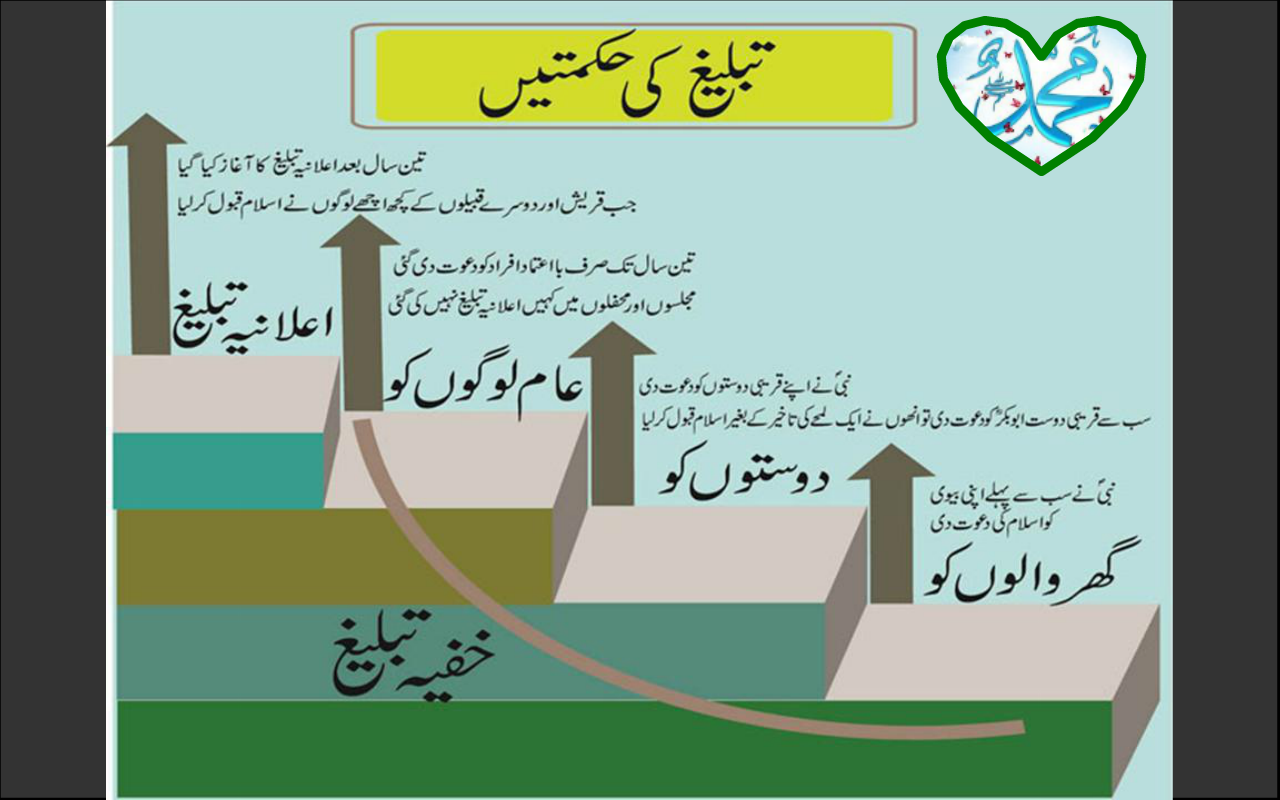 تبلیغ کی حکمتیں
محمد
تین سال بعد اعلانیہ تبلیغ کا آغاز کیا گیا
جب قریش اور دوسرے قبیلوں کے کچھ اچھے لوگوں نے اسلام قبول کر لیا
اعلانیہ تبلیغ
تین سال تک صرف با اعتماد افراد کو دعوت دی گئی
مجلسوں اور محفلوں میں کہیں اعلانیہ تبلیغ نہیں کی گئی
عام لوگوں کو
نبیؐ نے اپنے قریبی دوستوں کو دعوت دی
سب سے قریبی دوست ابوبکرؓ کو دعوت دی تو انھوں نے ایک لمحے کی تاخیر کے بغیر اسلام قبول کر لیا
دوستوں کو
نبیؐ نے سب سے پہلے اپنی بیوی
کو اسلام کی دعوت دی
گھر والوں کو
خفیہ تبلیغ